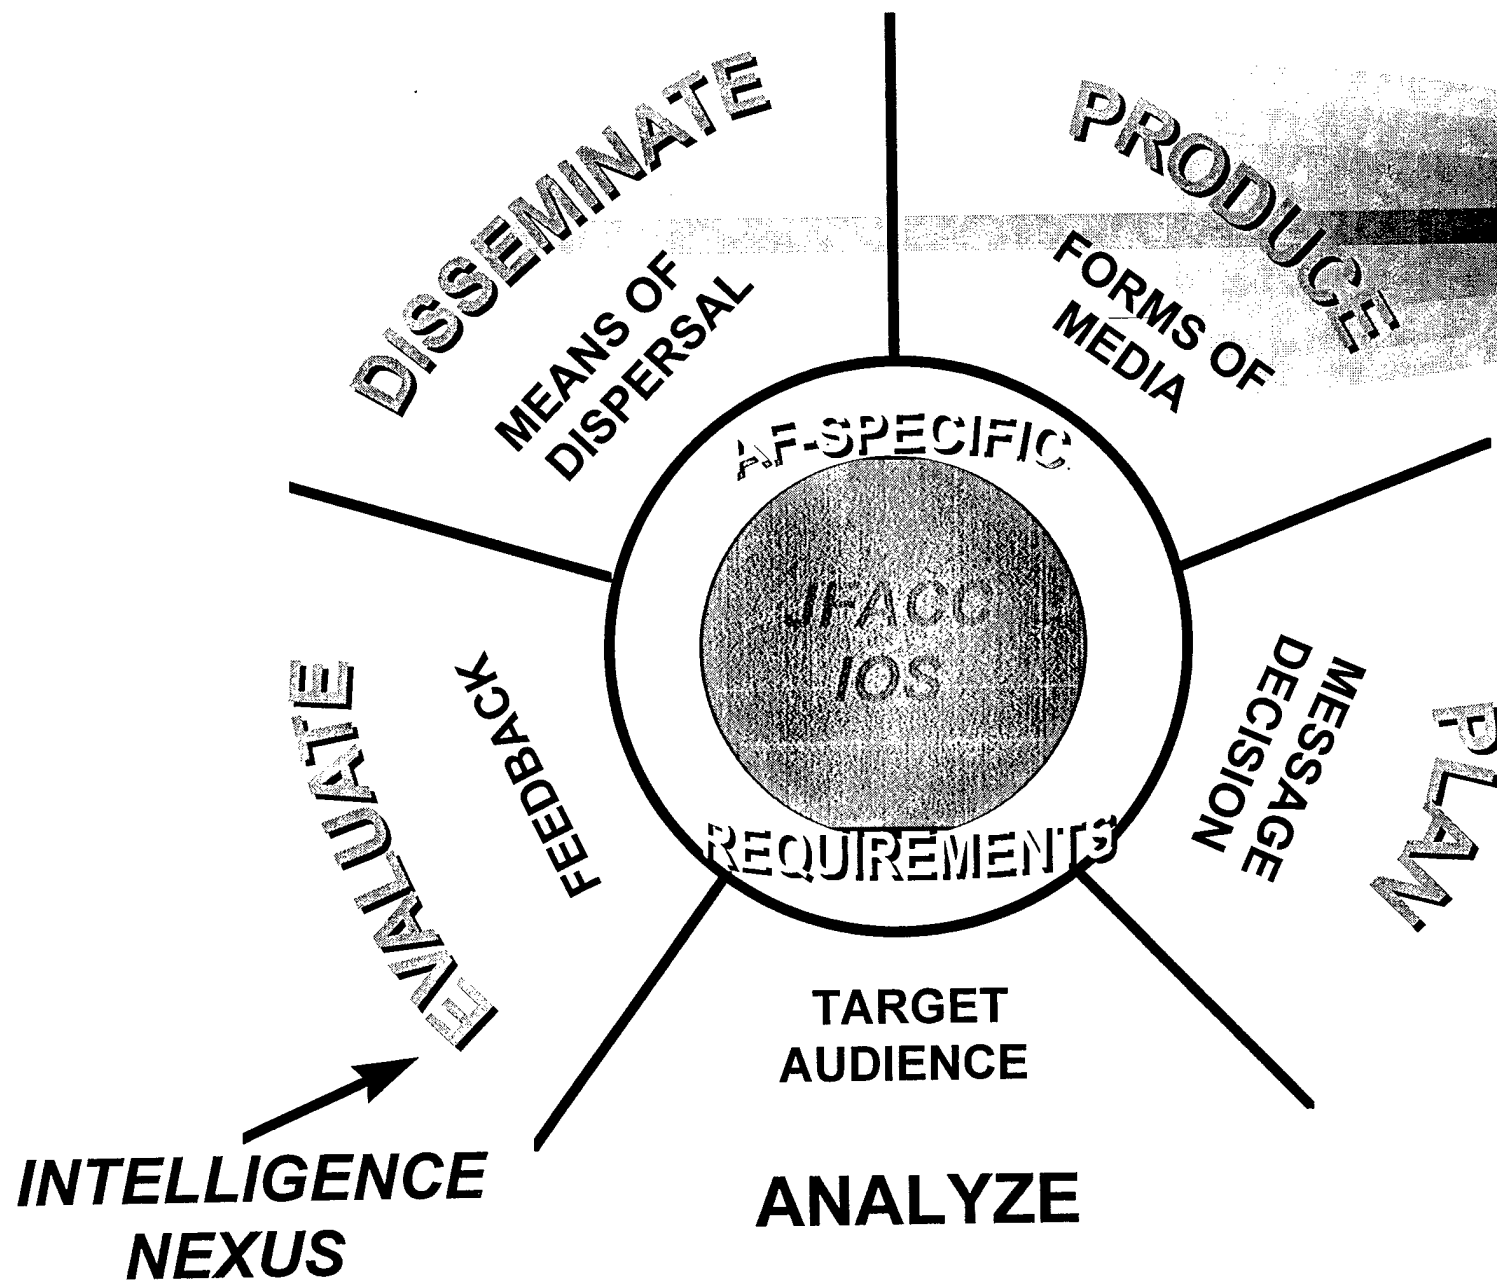 DISSEMINATE
MEANS OF
DISPERSAL
PRODUCE
FORMS OF
MEDIA
AF-SPECIFIC
JFACC
IOS
REQUIREMENTS
EVALUATE
FEEDBACK
MESSAGE
DECISION
PLAN
TARGET
AUDIENCE
ANALYZE
INTELLIGENCE
NEXUS